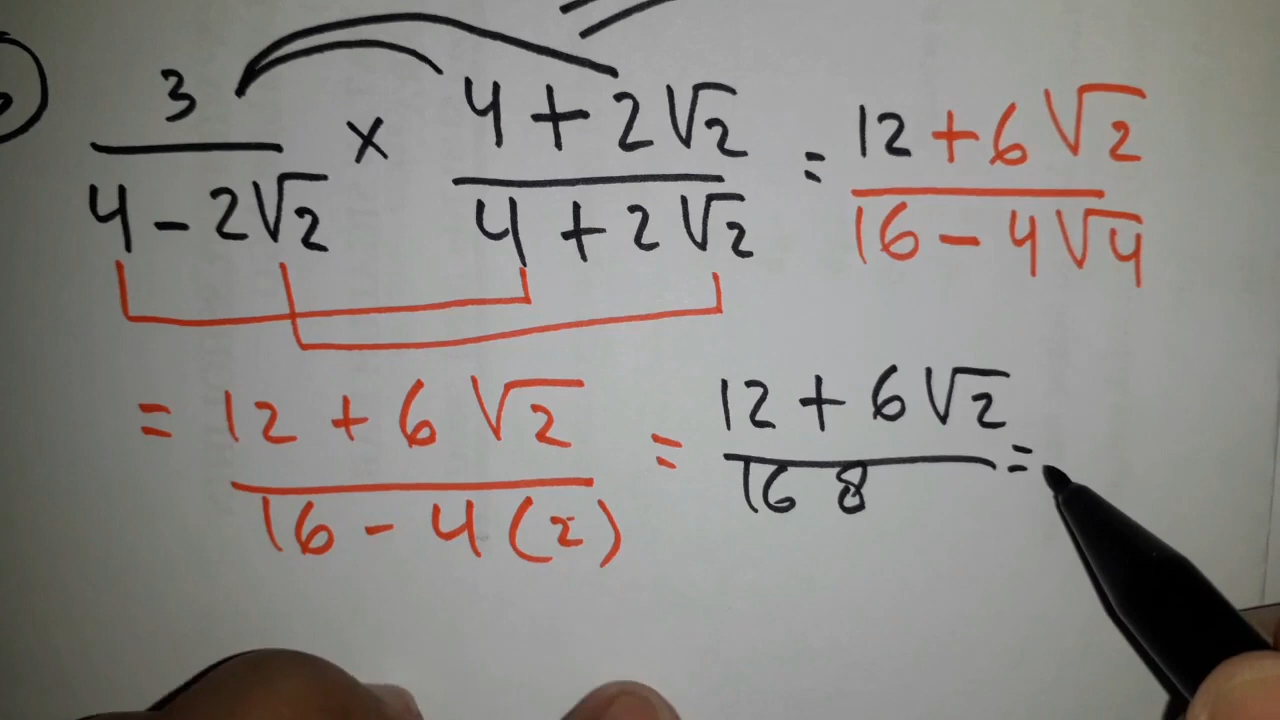 3 / 4 - 2√2 x 4 + 2√2 / 4 + 2√2 = 12 + 6√2 / 16 - 4√4
= 12 + 6√2 / 16 - 4(2) = 12 + 6√2 / 16 8 =